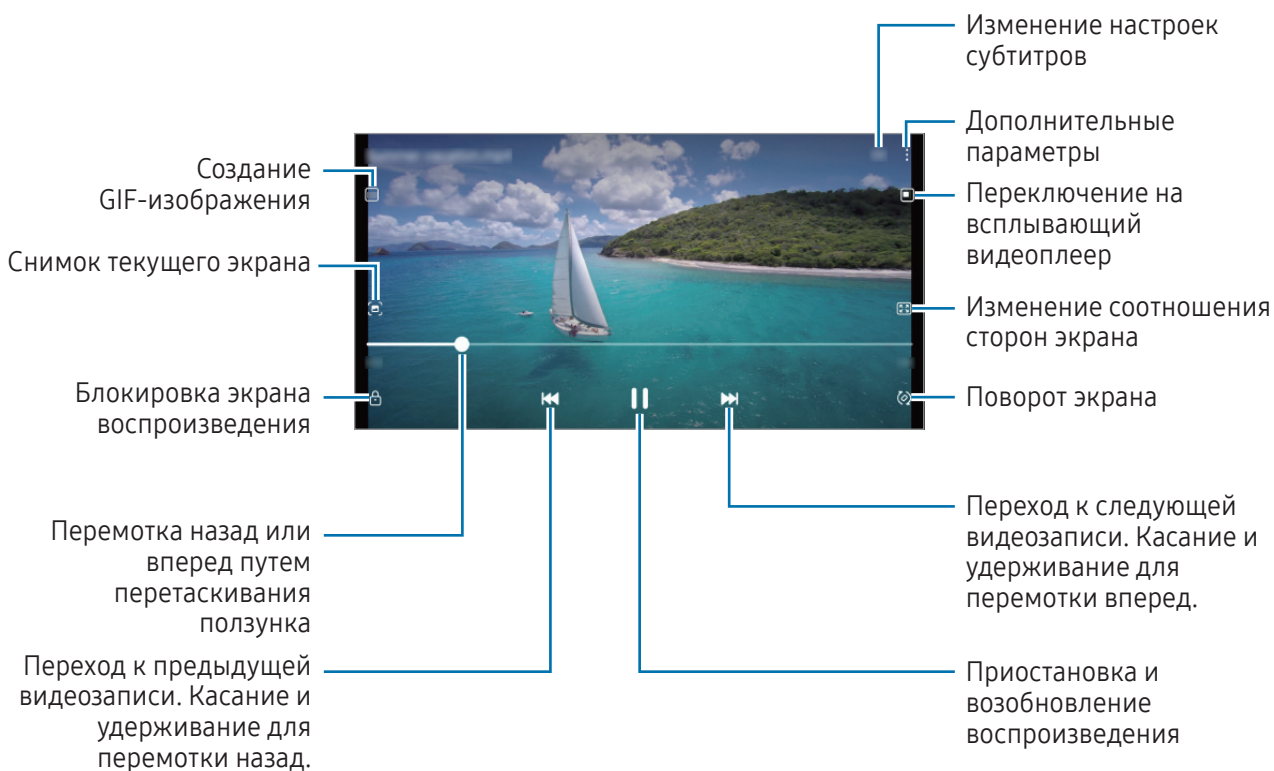 Изменение настроек
субтитров
Дополнительные
параметры
Создание
GIF-изображения
Переключение на
всплывающий
видеоплеер
Снимок текущего экрана
Изменение соотношения
сторон экрана
Блокировка экрана
воспроизведения
Поворот экрана
Перемотка назад или
вперед путем
перетаскивания
ползунка
Переход к следующей
видеозаписи. Касание и
удерживание для
перемотки вперед.
Переход к предыдущей
видеозаписи. Касание и
удерживание для
перемотки назад.
Приостановка и
возобновление
воспроизведения